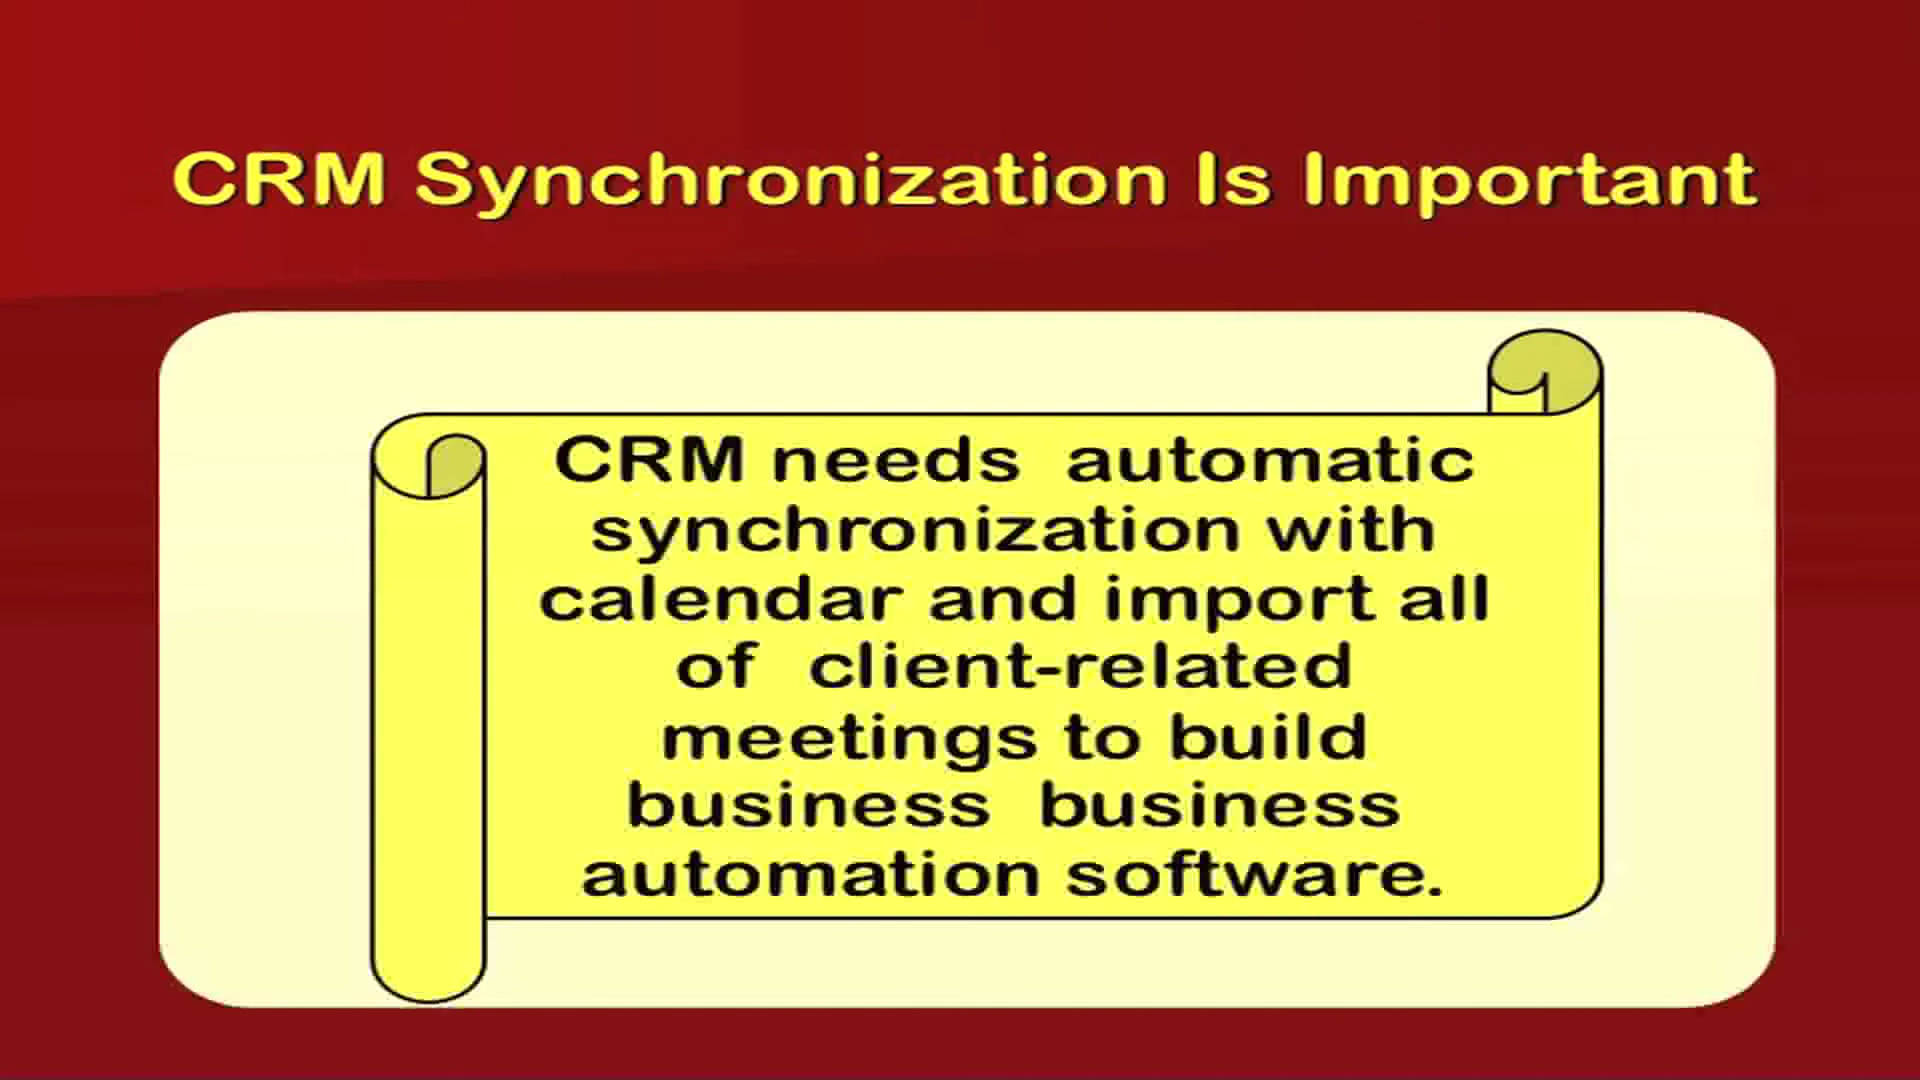 CRM Synchronization Is Important
CRM needs automatic
synchronization with
calendar and import all
of client-related
meetings to build
business business
automation software.